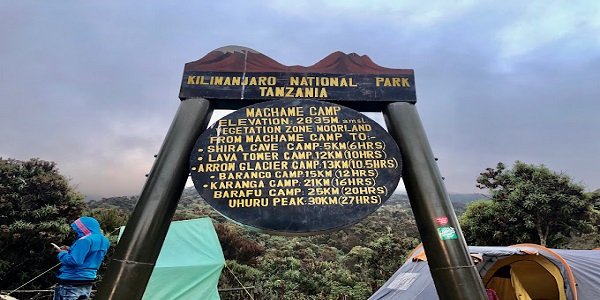 KILIMANJARO NATIONAL PARK
TANZANIA
MACHAME CAMP
ELEVATION: 2835M amsl
VEGETATION ZONE MOORLAND
FROM MACHAME CAMP TO:-
SHIRA CAVE CAMP:5KM(6HRS)
• LAVA TOWER CAMP:12KM(10HRS)
• ARROW GLACIER CAMP:13KM(10.5HRS)
• BARANCO CAMP:15KM(12HRS)
• KARANGA CAMP: 21KM(16HRS)
• BARAFU CAMP: 25KM(20HRS)
UHURU PEAK:30KM(27HRS)